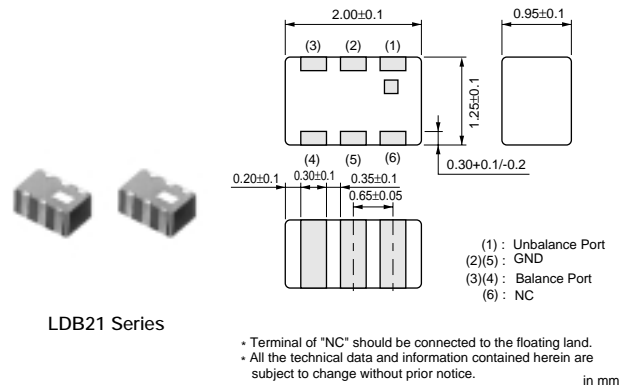 2.00±0.1
0.95±0.1
(3) (2) (1)
1.25±0.1
(4) (5) (6)
0.30+0.1/-0.2
0.20±0.1 0.30±0.1 0.35±0.1
0.65±0.05
(1) : Unbalance Port
(2)(5) : GND
(3)(4) : Balance Port
(6) : NC
LDB21 Series
* Terminal of "NC" should be connected to the floating land.
* All the technical data and information contained herein are
subject to change without prior notice.
in mm